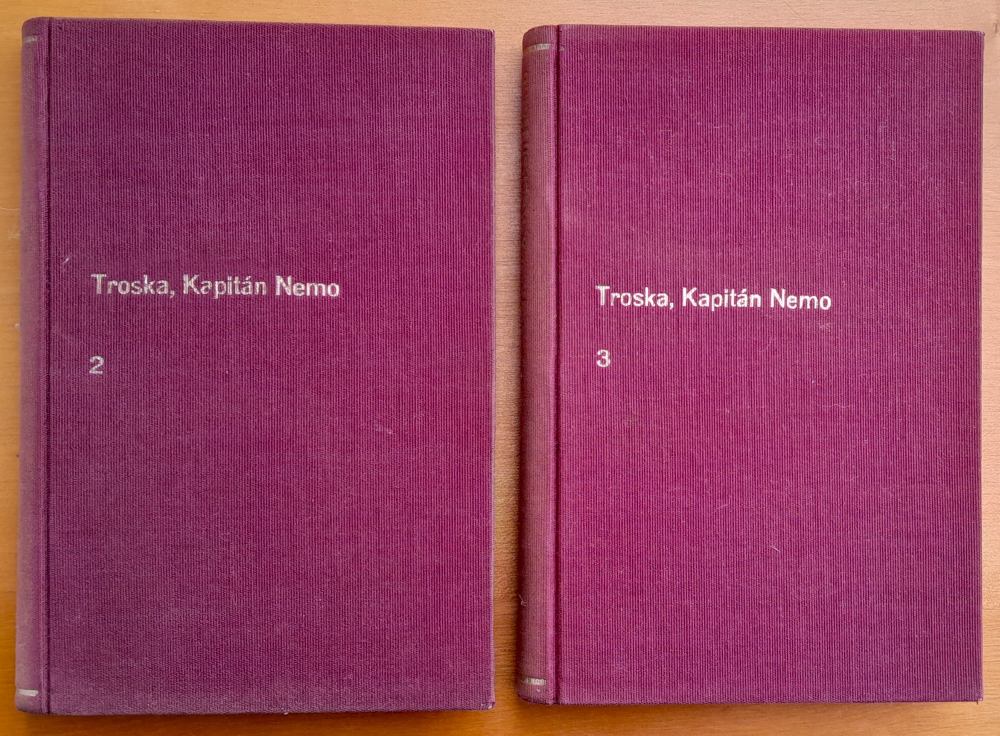 Troska, Kapitán Nemo
2
Troska, Kapitán Nemo
3